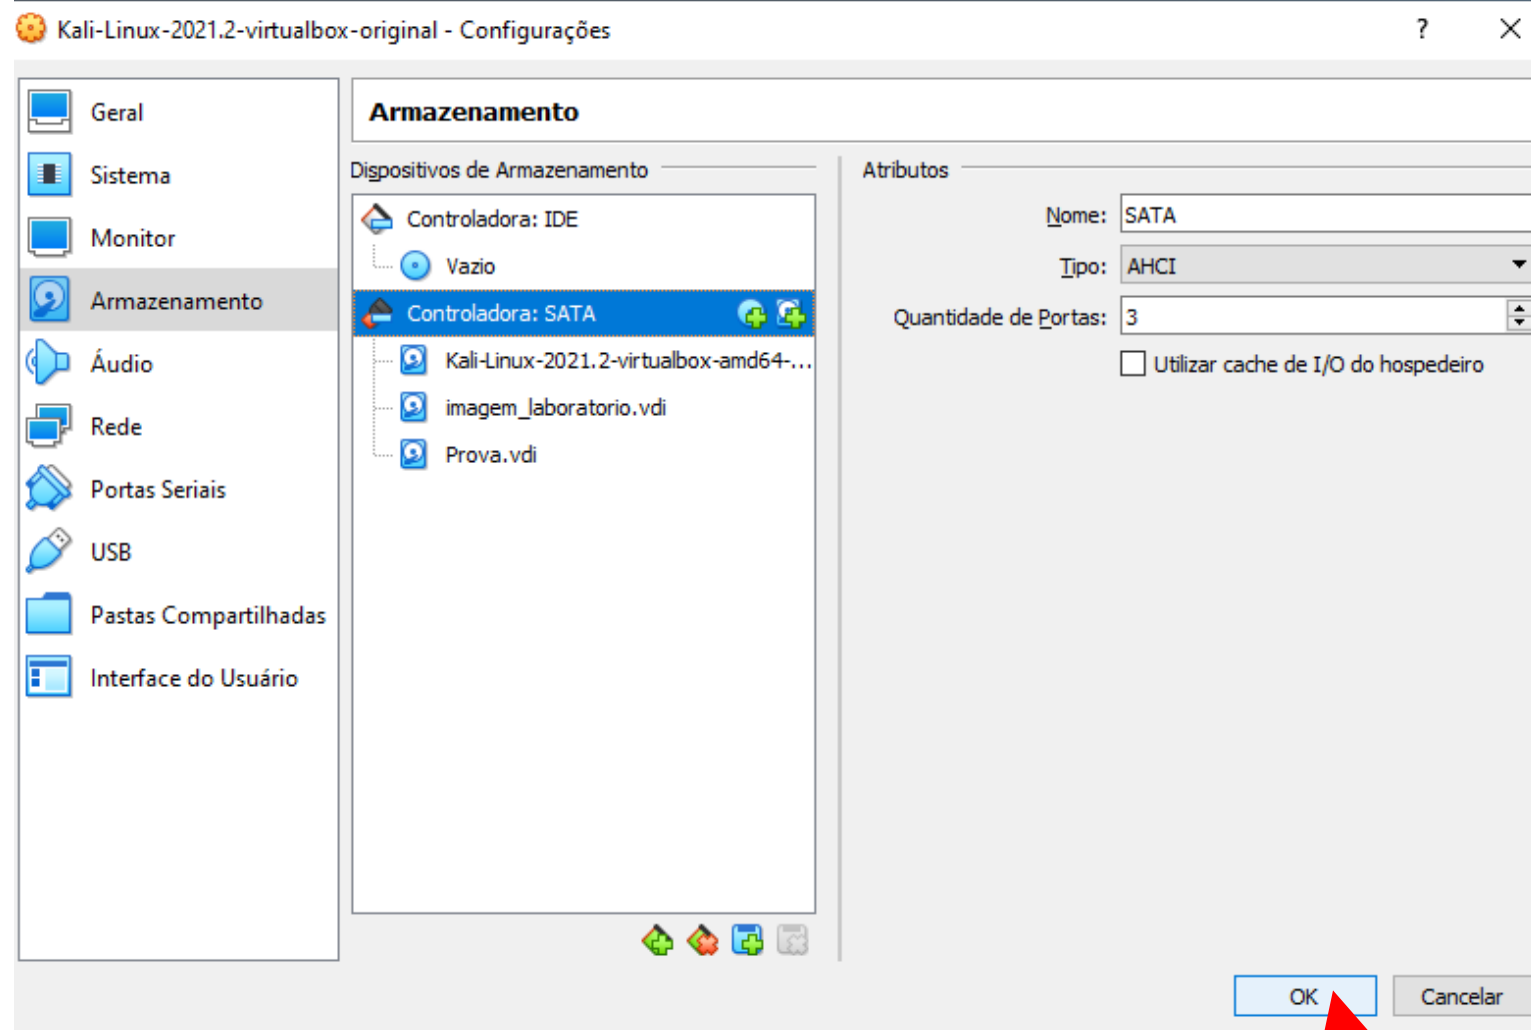 Kali-Linux-2021.2-virtualbox-original - Configurações
?
Geral
Sistema
Monitor
Armazenamento
Áudio
Rede
Portas Seriais
USB
Pastas Compartilhadas
Interface do Usuário
Armazenamento
Dispositivos de Armazenamento
Controladora: IDE
Vazio
Controladora: SATA
Kali-Linux-2021.2-virtualbox-amd64-...
imagem_laboratorio.vdi
Prova.vdi
Atributos
Nome: SATA
Tipo: AHCI
Quantidade de Portas: 3
Utilizar cache de I/O do hospedeiro
OK
Cancelar